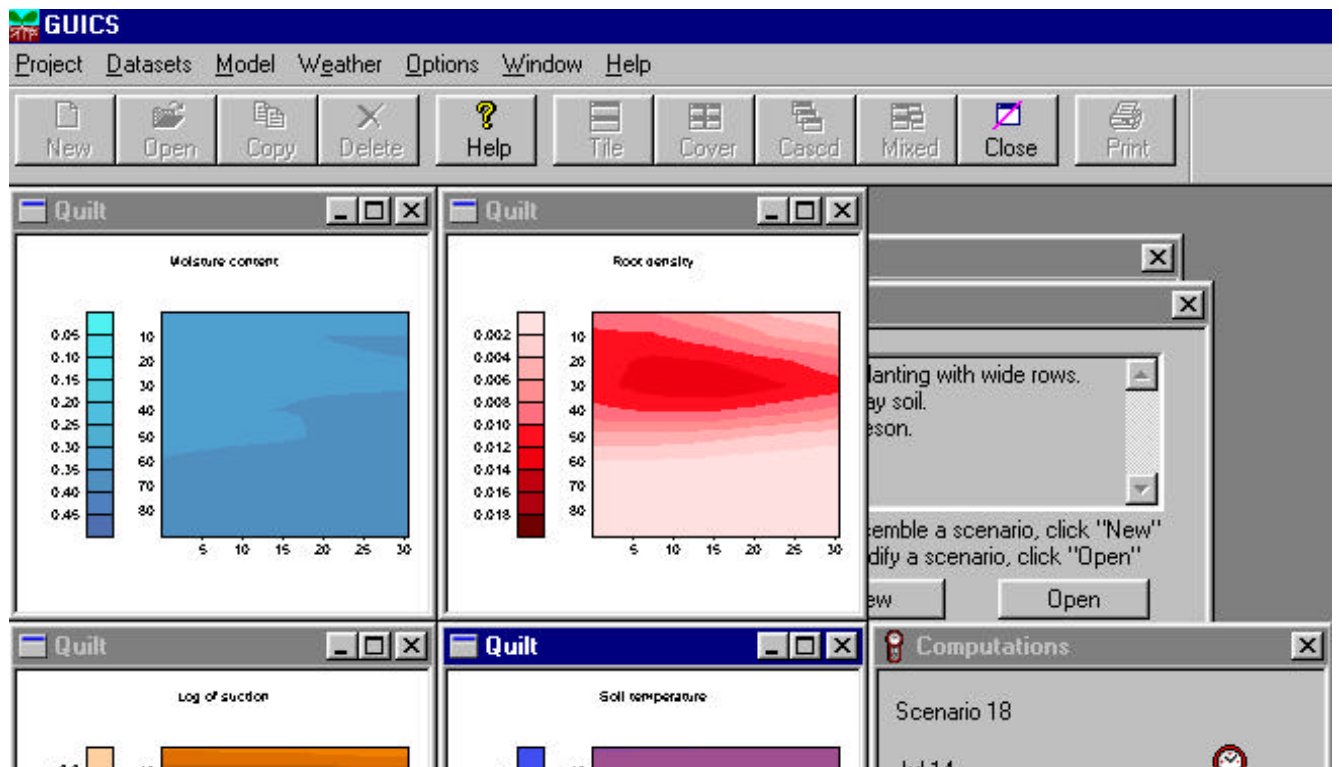 GUICS
Project Datasets Model Weather Options Window Help
New Open Copy Delete Help Tile Cover Cascd Mixed Close Print
Quilt
Moisture content
0.05
0.10
0.15
0.20
0.25
0.30
0.35
0.40
0.45
10
20
30
40
50
60
70
80
5 10 15 20 25 30
Quilt
Root density
0.002
0.004
0.006
0.008
0.010
0.012
0.014
0.016
0.018
10
20
30
40
50
60
70
80
5 10 15 20 25 30
lanting with wide rows.
ay soil.
eson.
emble a scenario, click "New"
dify a scenario, click "Open"
ew Open
Quilt
Log of suction
Quilt
Soil temperature
Computations
Scenario 18